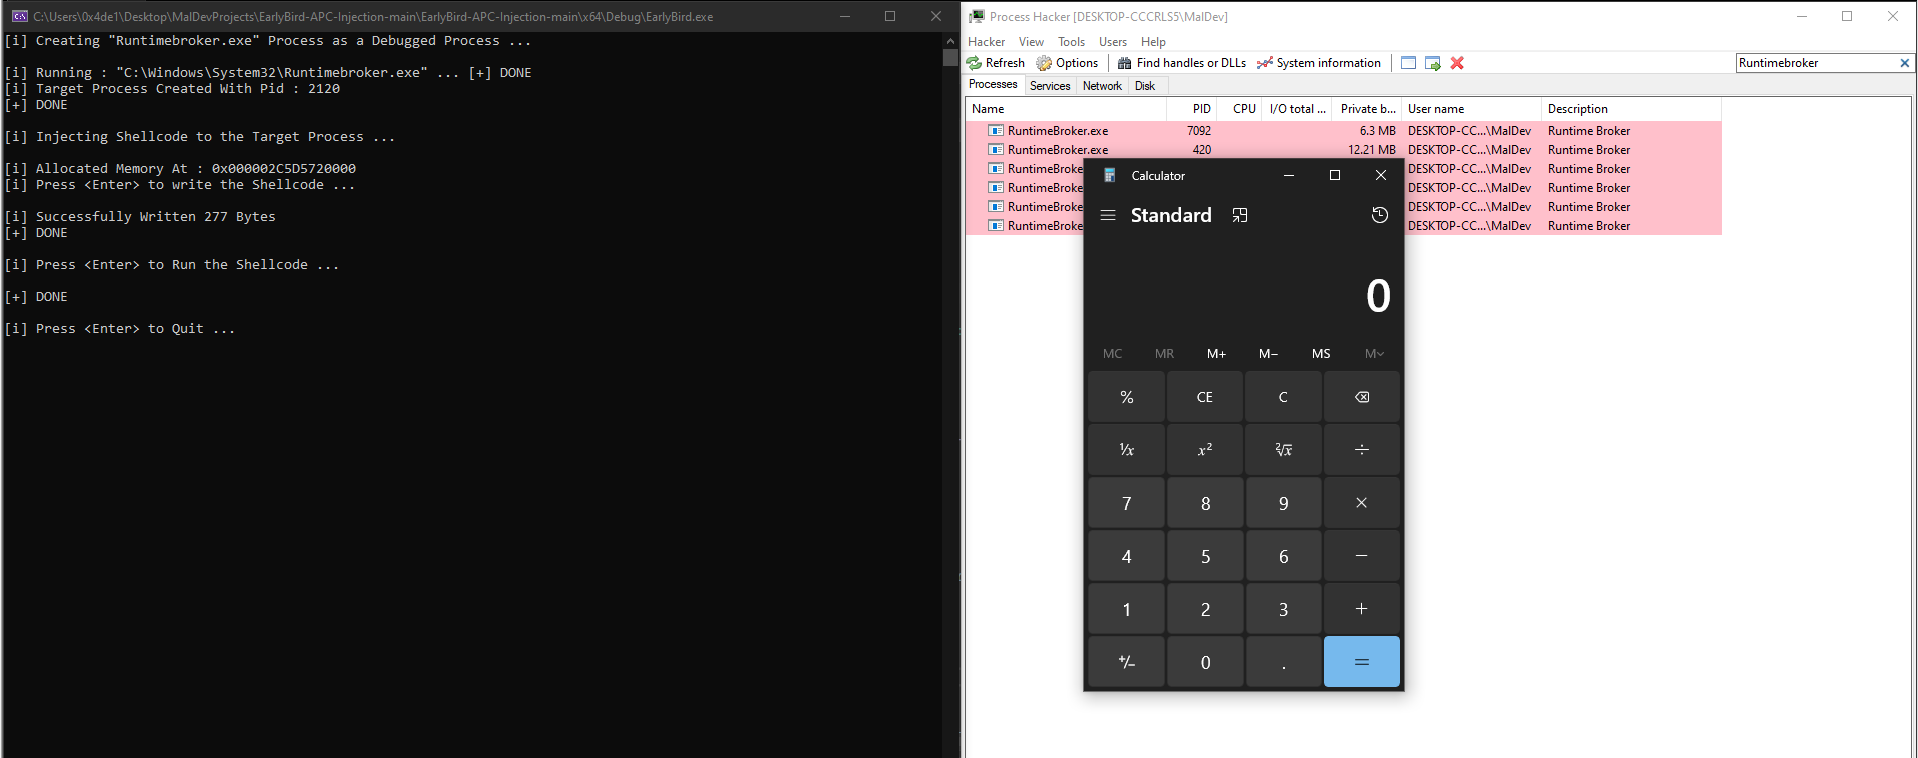 C:\Users\0x4de1\Desktop\MalDevProjects\EarlyBird-APC-Injection-main\EarlyBird-APC-Injection-main\x64\Debug\EarlyBird.exe
[i] Creating "Runtimebroker.exe" Process as a Debugged Process ...
[i] Running : "C:\Windows\System32\Runtimebroker.exe" ... [+] DONE
[i] Target Process Created With Pid : 2120
[+] DONE
[i] Injecting Shellcode to the Target Process ...
[i] Allocated Memory At : 0x000002C5D5720000
[i] Press <Enter> to write the Shellcode ...
[i] Successfully Written 277 Bytes
[+] DONE
[i] Press <Enter> to Run the Shellcode ...
[+] DONE
[i] Press <Enter> to Quit ...
Process Hacker [DESKTOP-CCCRLS5\MalDev]
Hacker View Tools Users Help
Refresh Options Find handles or DLLs System information Runtimebroker
Processes Services Network Disk
Name PID CPU I/O total ... Private b... User name Description
RuntimeBroker.exe 7092 6.3 MB DESKTOP-CC...\MalDev Runtime Broker
RuntimeBroker.exe 420 12.21 MB DESKTOP-CC...\MalDev Runtime Broker
RuntimeBroke DESKTOP-CC...\MalDev Runtime Broker
RuntimeBroke DESKTOP-CC...\MalDev Runtime Broker
RuntimeBroke DESKTOP-CC...\MalDev Runtime Broker
RuntimeBroke DESKTOP-CC...\MalDev Runtime Broker
Calculator
Standard
0
MC MR M+ M− MS M˅
% CE C
¹/x x² ²√x ÷
7 8 9 ×
4 5 6 −
1 2 3 +
+/− 0 . =